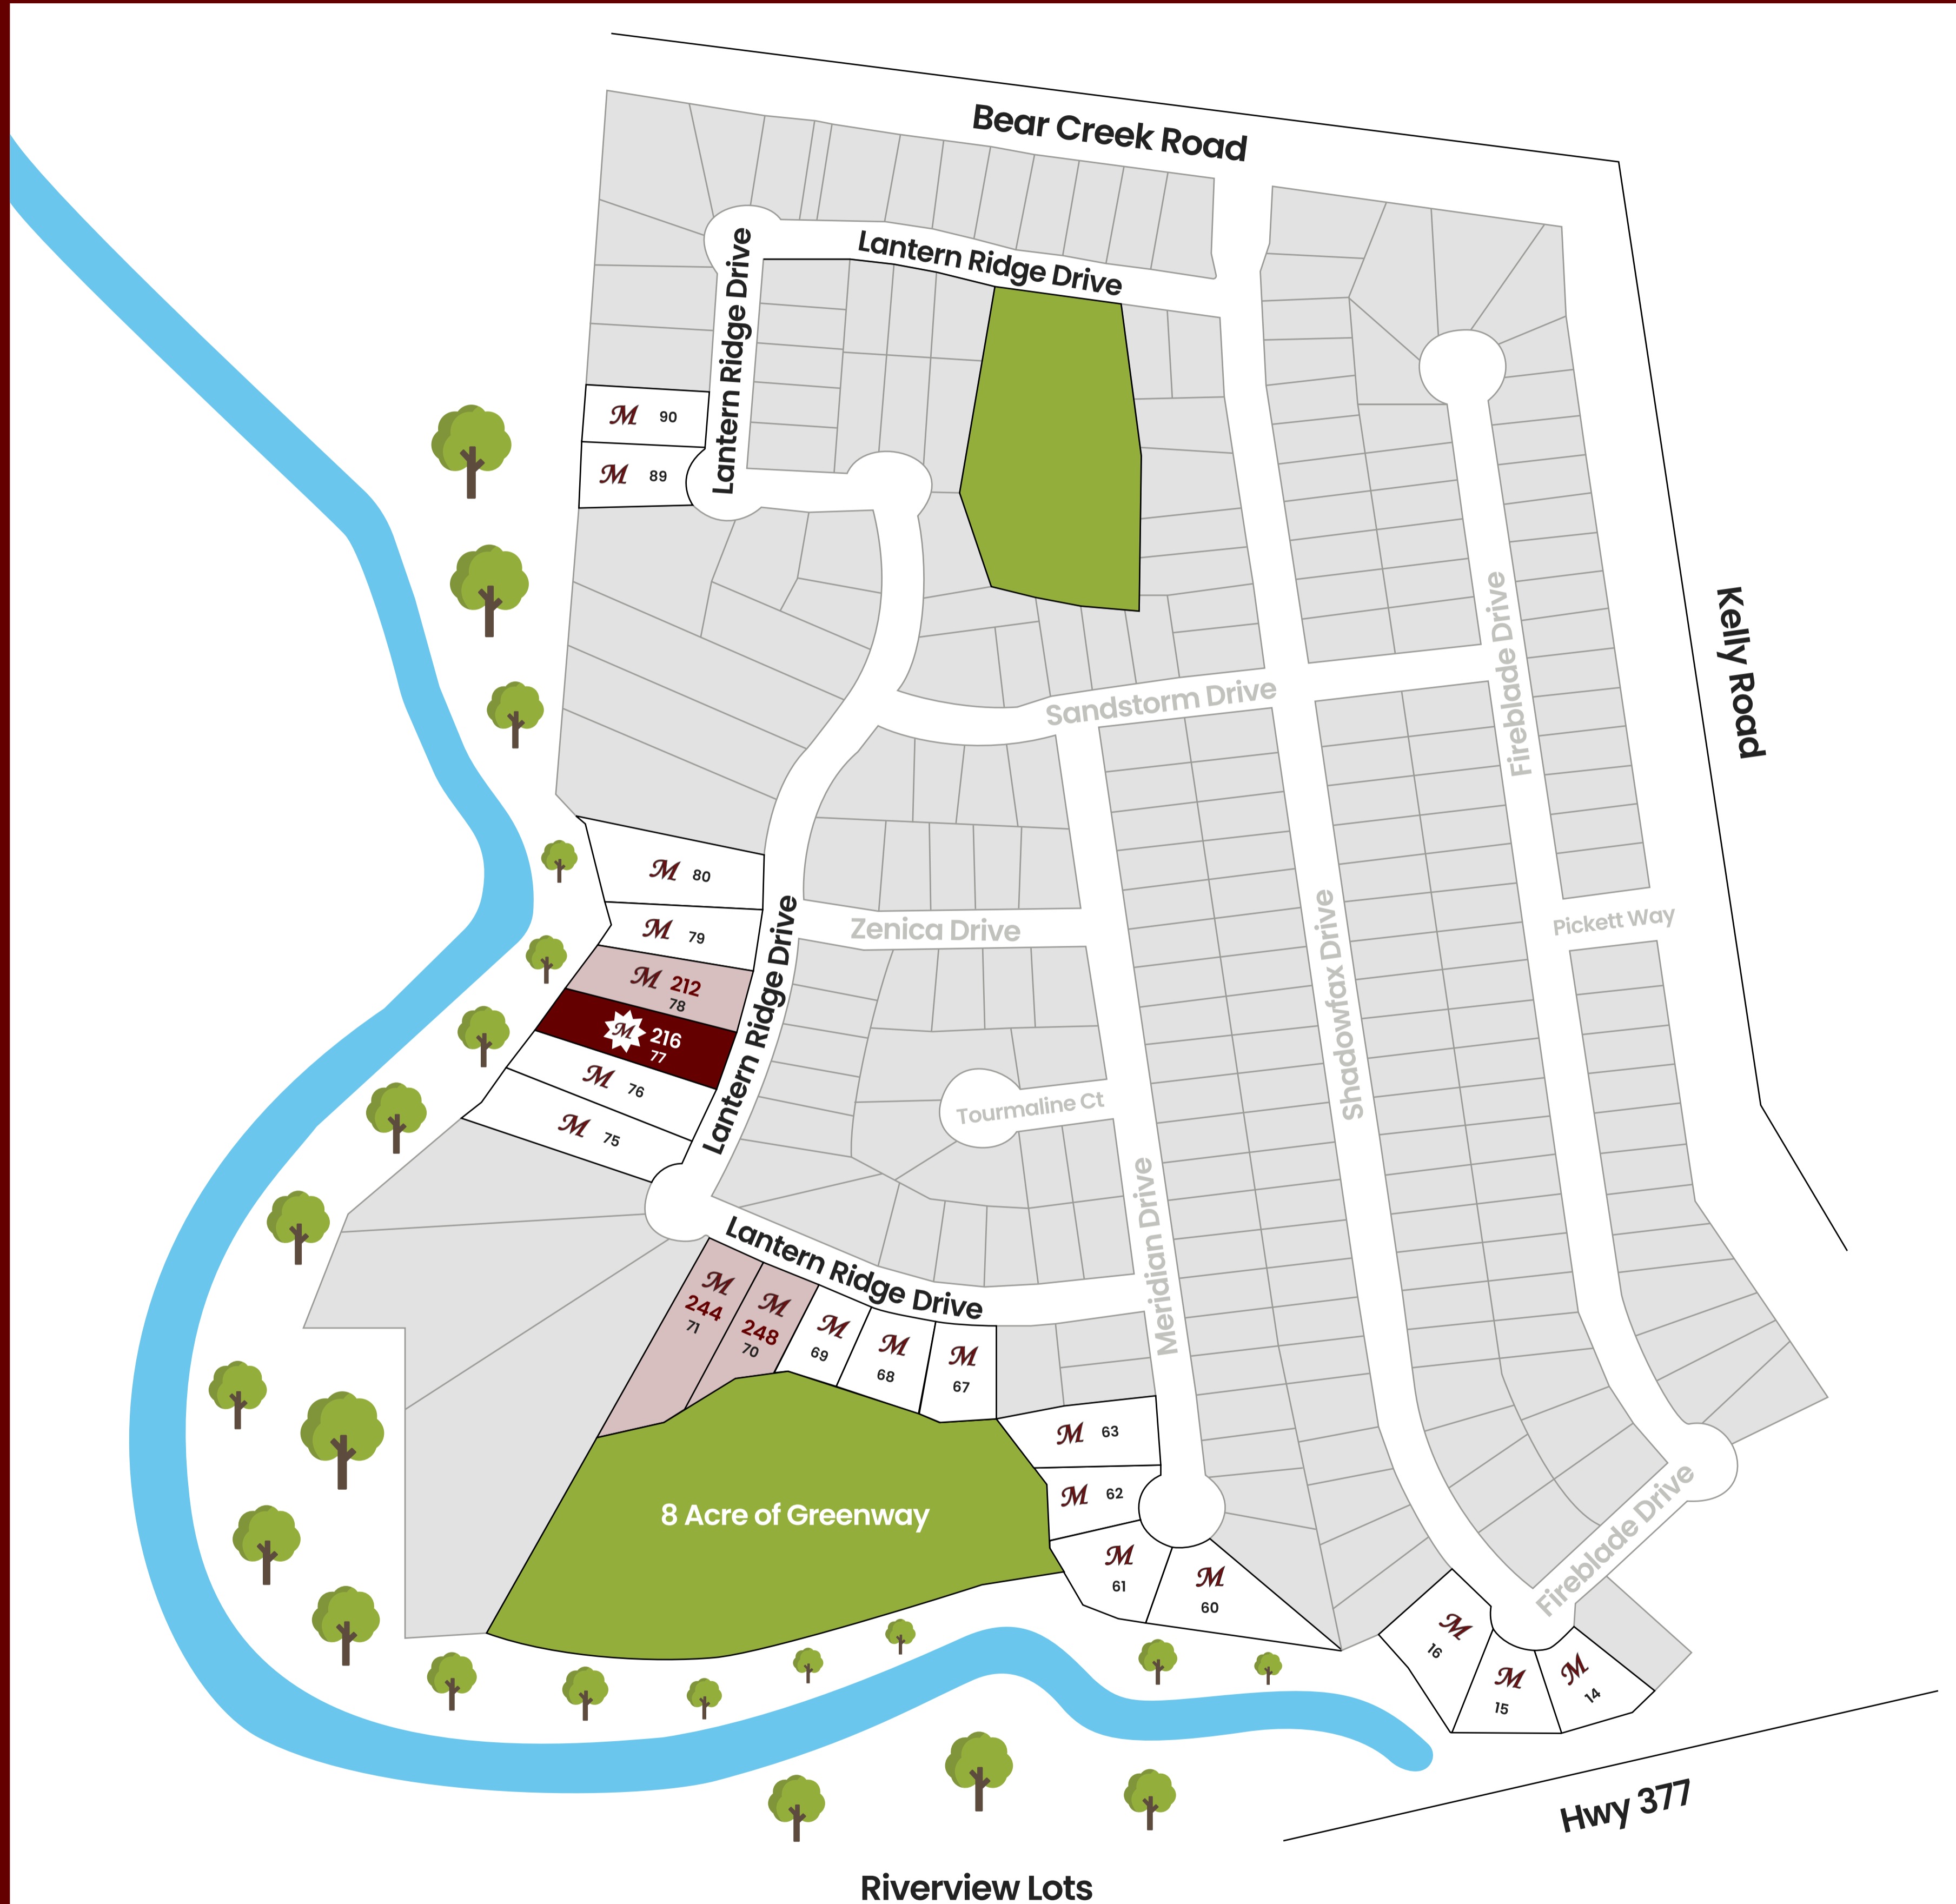 Bear Creek Road
Lantern Ridge Drive
Lantern Ridge Drive
M 90
M 89
Kelly Road
Fireblade Drive
Sandstorm Drive
M 80
M 79
M 212
78
M 216
77
M 76
M 75
Lantern Ridge Drive
Zenica Drive
Pickett Way
Shadowfax Drive
Tourmaline Ct
Meridian Drive
Lantern Ridge Drive
M
244
71
M
248
70
M
69
M
68
M
67
M 63
M 62
M
61
M
60
8 Acre of Greenway
Fireblade Drive
M
16
M
15
M
14
Hwy 377
Riverview Lots